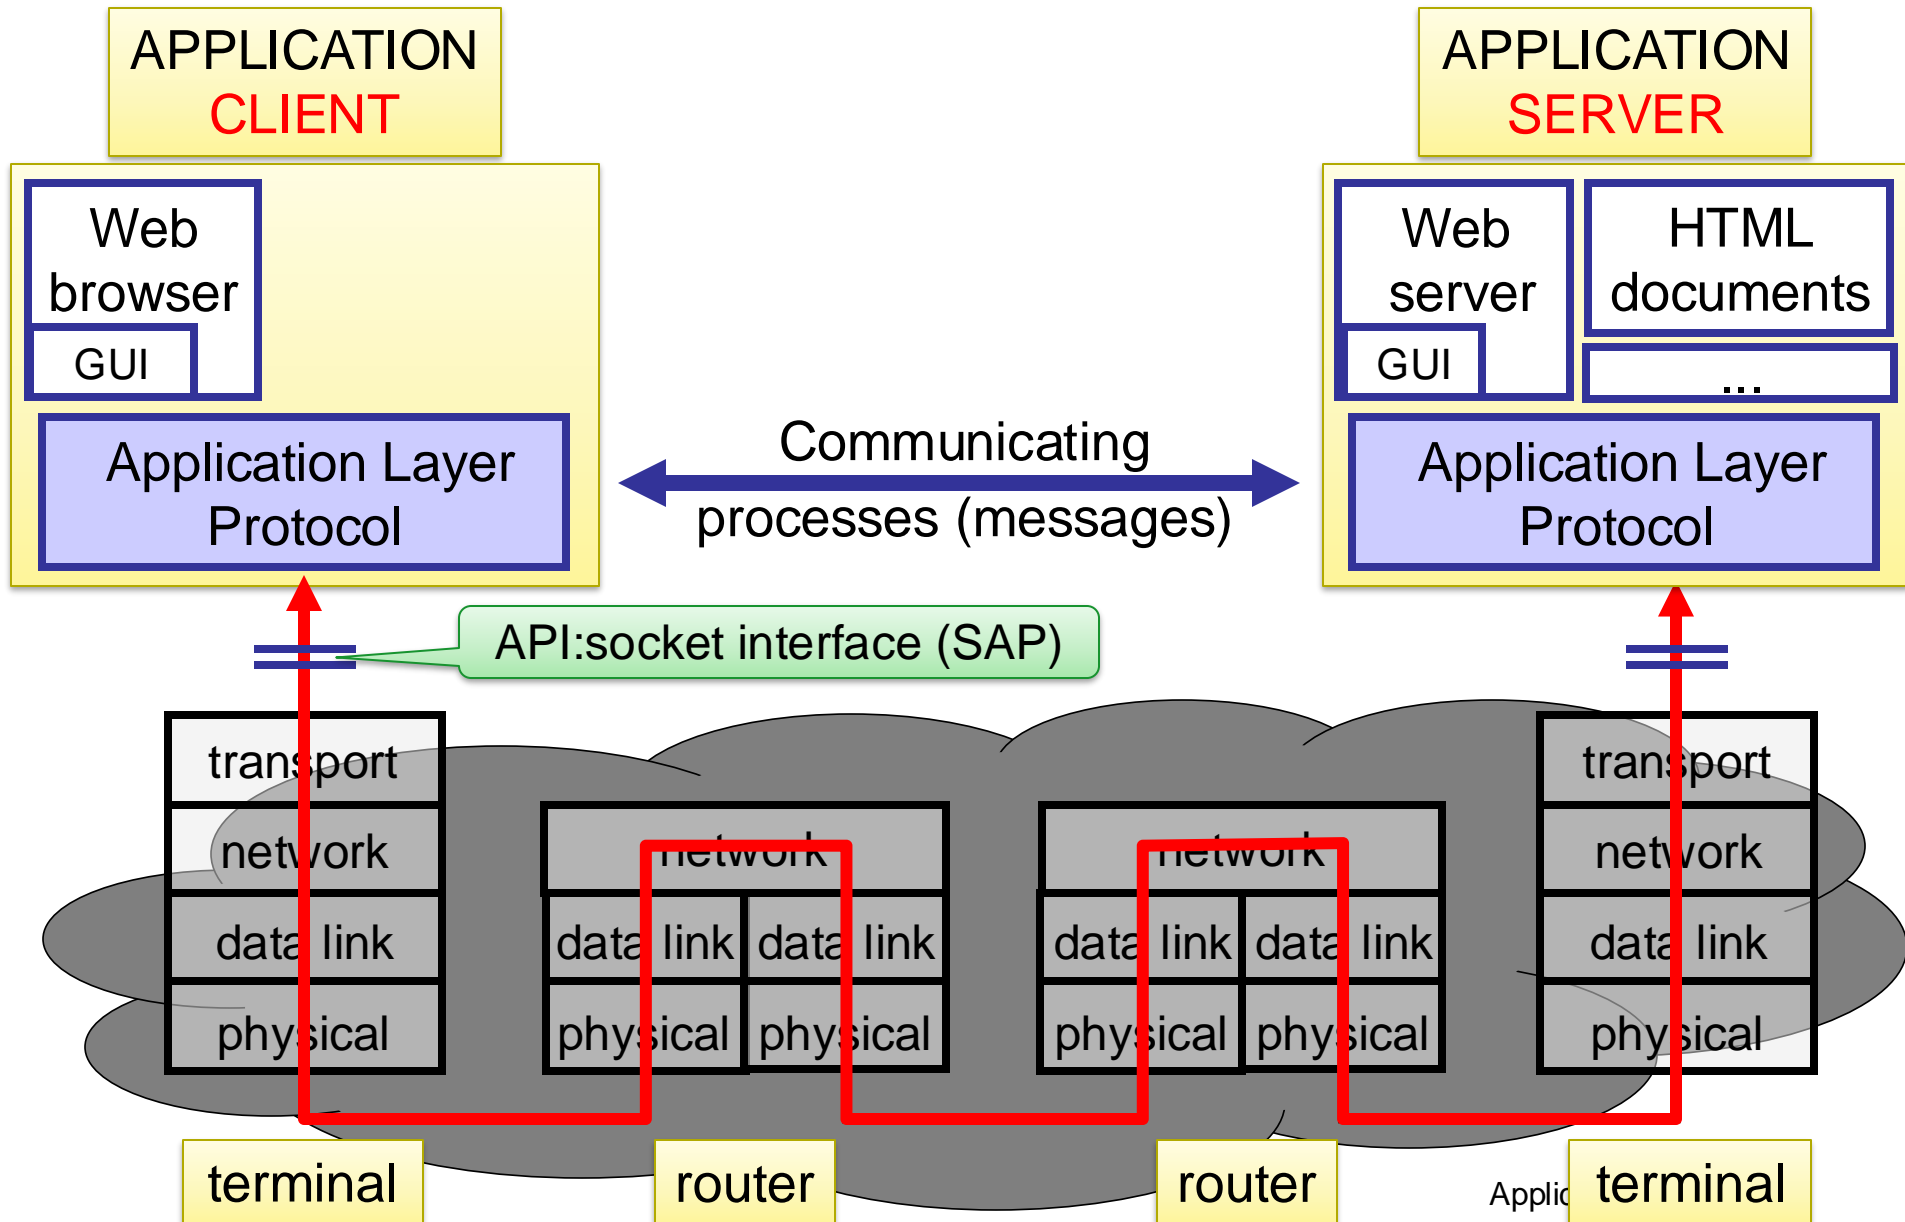 APPLICATION
CLIENT
APPLICATION
SERVER
Web
browser
GUI
Application Layer
Protocol
Communicating
processes (messages)
Web
server
GUI
HTML
documents
...
Application Layer
Protocol
API:socket interface (SAP)
transport
network
data link
physical
network
data link data link
physical physical
network
data link data link
physical physical
transport
network
data link
physical
terminal
router
router
terminal